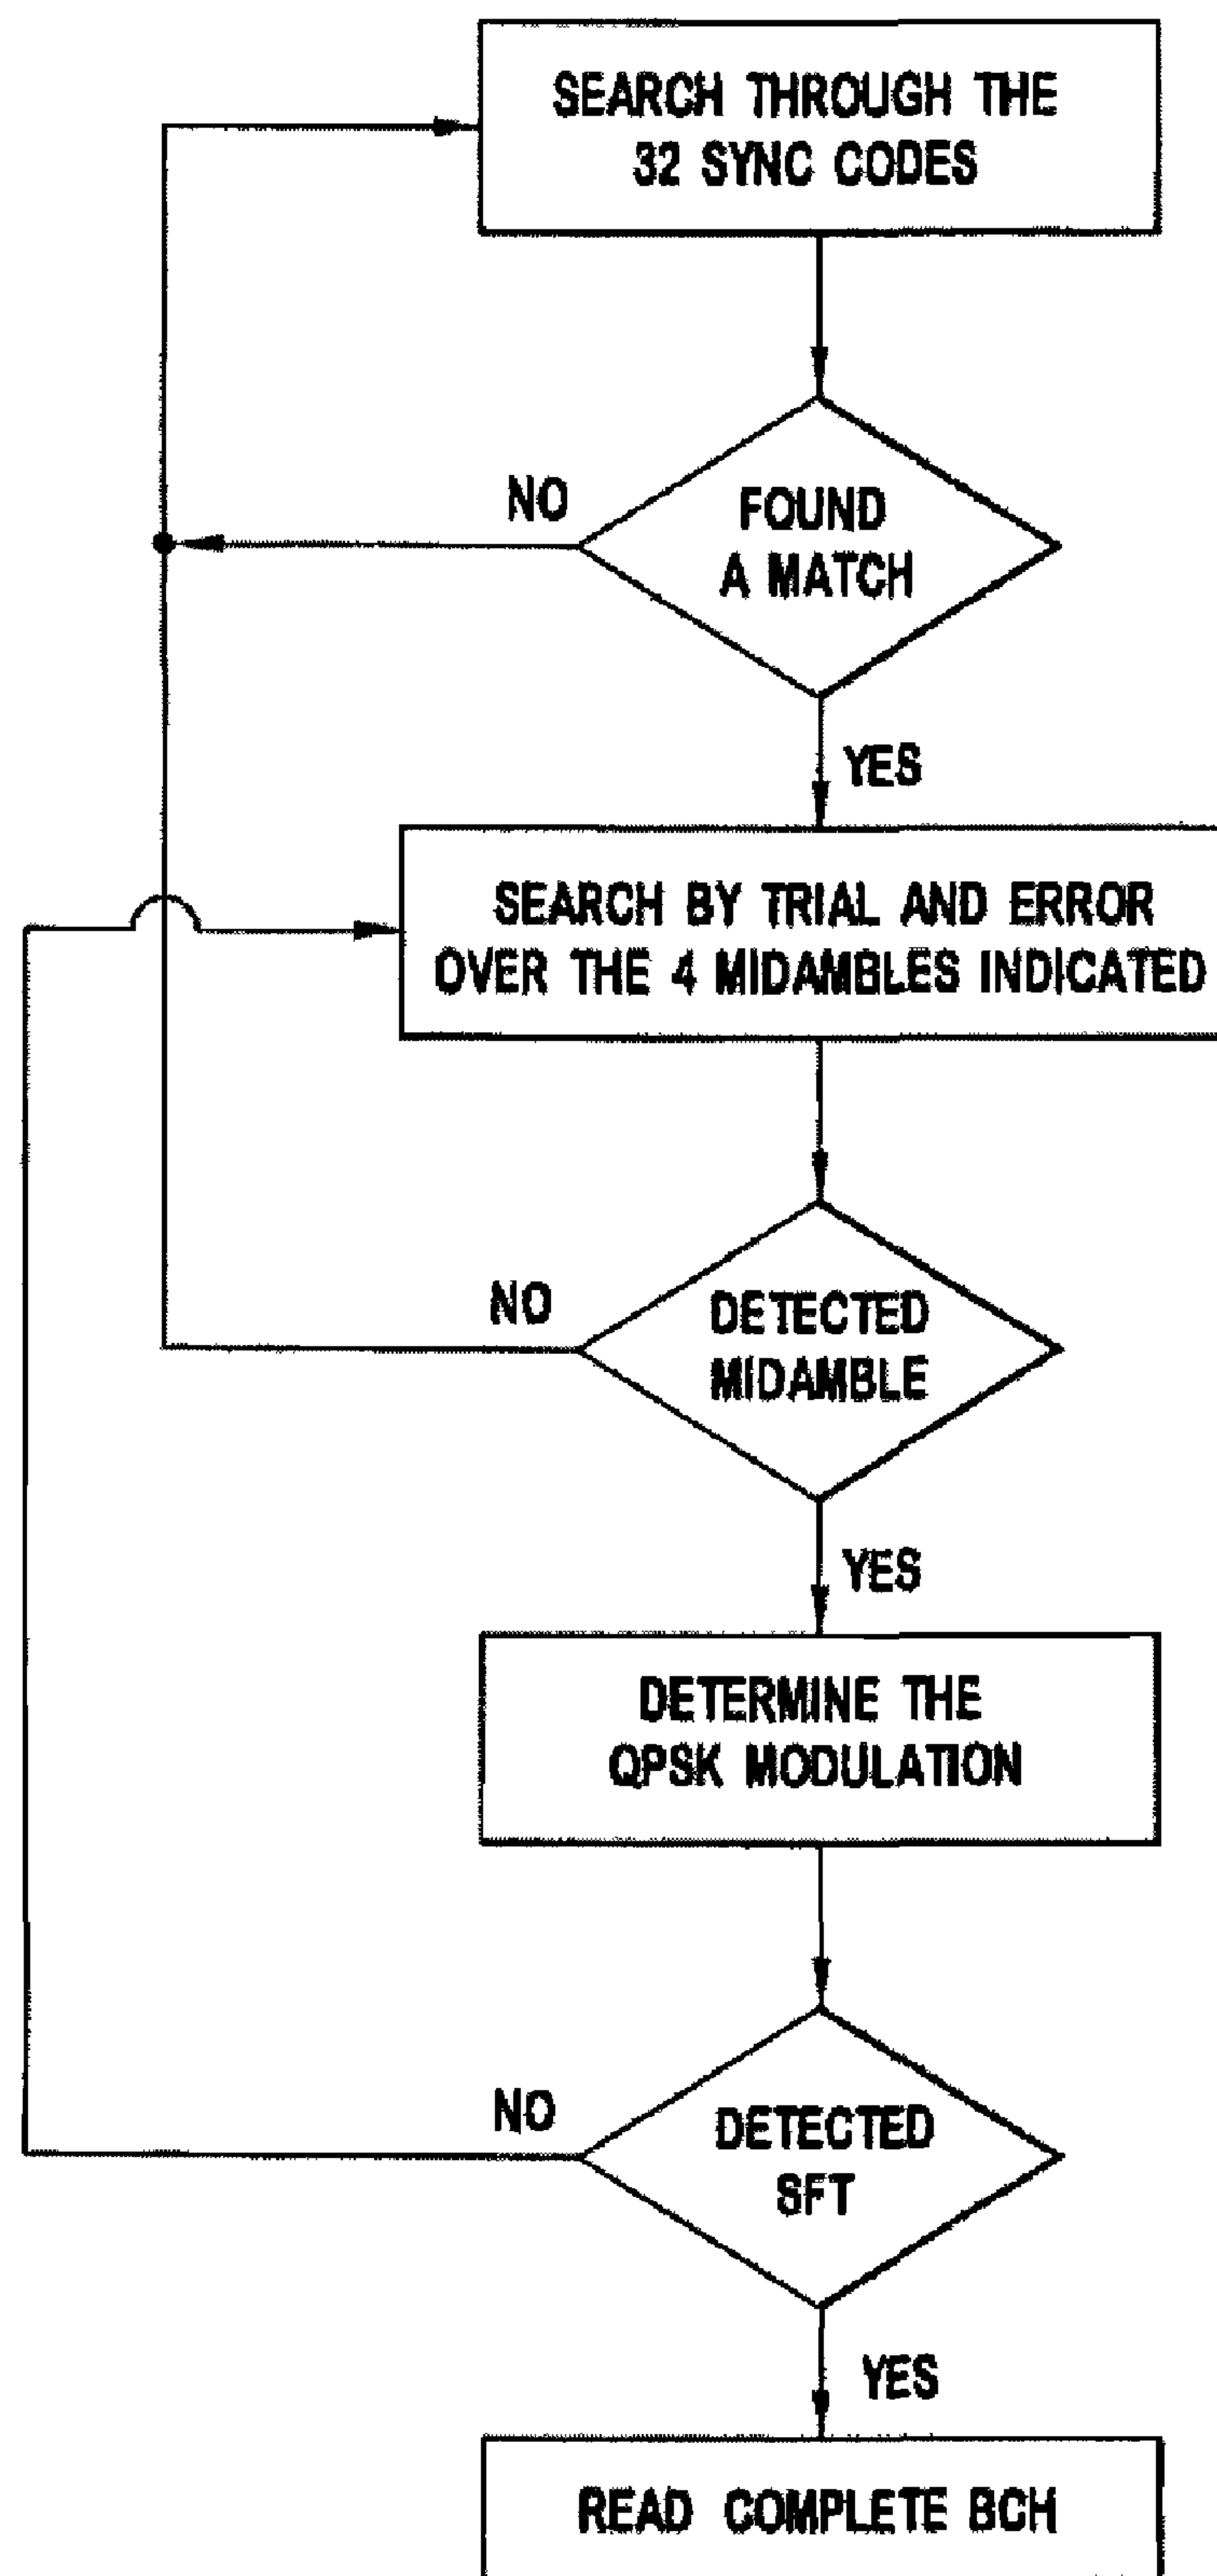 SEARCH THROUGH THE
32 SYNC CODES
NO
FOUND
A MATCH
YES
SEARCH BY TRIAL AND ERROR
OVER THE 4 MIDAMBLES INDICATED
NO
DETECTED
MIDAMBLE
YES
DETERMINE THE
QPSK MODULATION
NO
DETECTED
SFT
YES
READ COMPLETE BCH